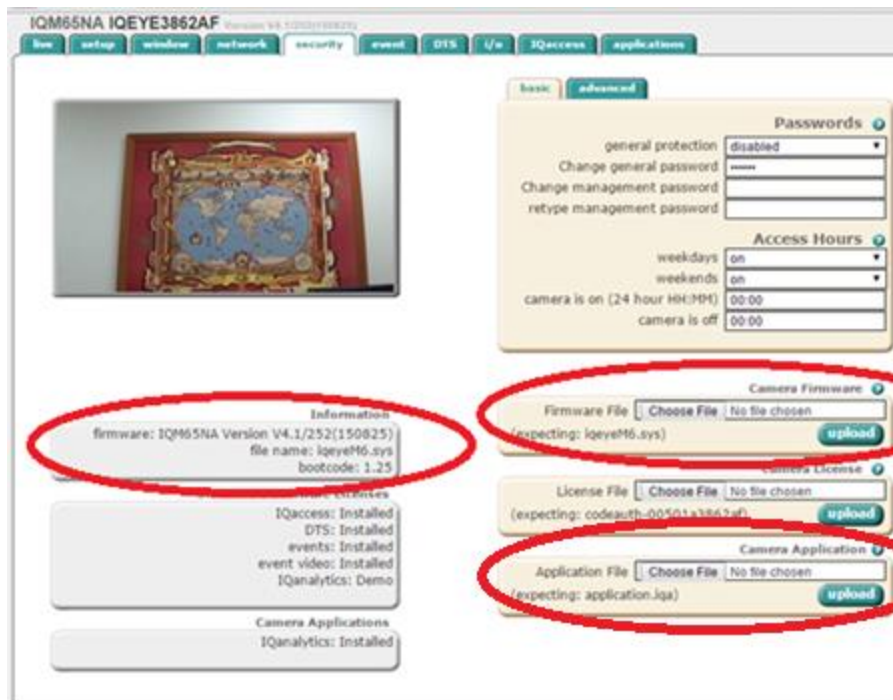 IQM65NA IQEYE3862AF Version V4.1/252(150825)
live setup window network security event DTS i/o IQaccess applications
basic advanced
Passwords
general protection disabled
Change general password ••••••
Change management password
retype management password
Access Hours
weekdays on
weekends on
camera is on (24 hour HH:MM) 00:00
camera is off 00:00
Information
firmware: IQM65NA Version V4.1/252(150825)
file name: iqeyeM6.sys
bootcode: 1.25
Licenses
IQaccess: Installed
DTS: Installed
events: Installed
event video: Installed
IQanalytics: Demo
Camera Applications
IQanalytics: Installed
Camera Firmware
Firmware File Choose File No file chosen
(expecting: iqeyeM6.sys) upload
Camera License
License File Choose File No file chosen
(expecting: codeauth-00501a3862af) upload
Camera Application
Application File Choose File No file chosen
(expecting: application.iqa) upload